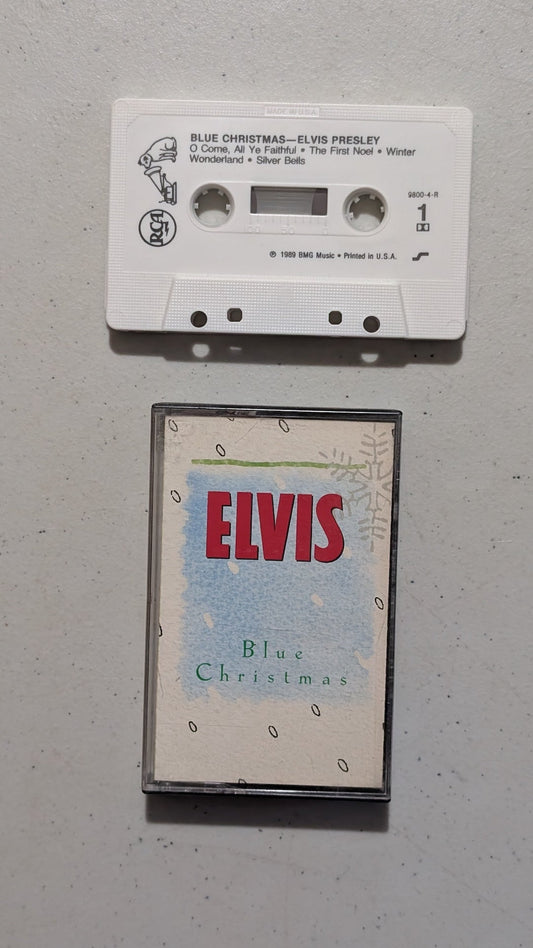 MADE IN U.S.A.
BLUE CHRISTMAS—ELVIS PRESLEY
O Come, All Ye Faithful • The First Noel • Winter
Wonderland • Silver Bells
9800-4-R
1
RCA
100 50
℗ 1989 BMG Music • Printed in U.S.A.
ELVIS
Blue
Christmas